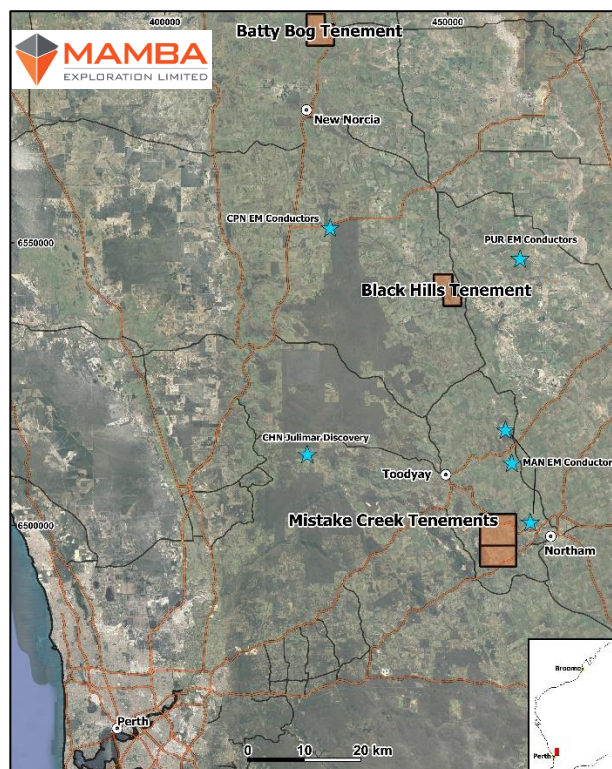 400000
450000
Batty Bog Tenement
MAMBA
EXPLORATION LIMITED
New Norcia
CPN EM Conductors
6550000
PUR EM Conductors
Black Hills Tenement
CHN Julimar Discovery
Toodyay
MAN EM Conductor
Mistake Creek Tenements
6500000
Northam
Broome
Perth
0 10 20 km
Perth